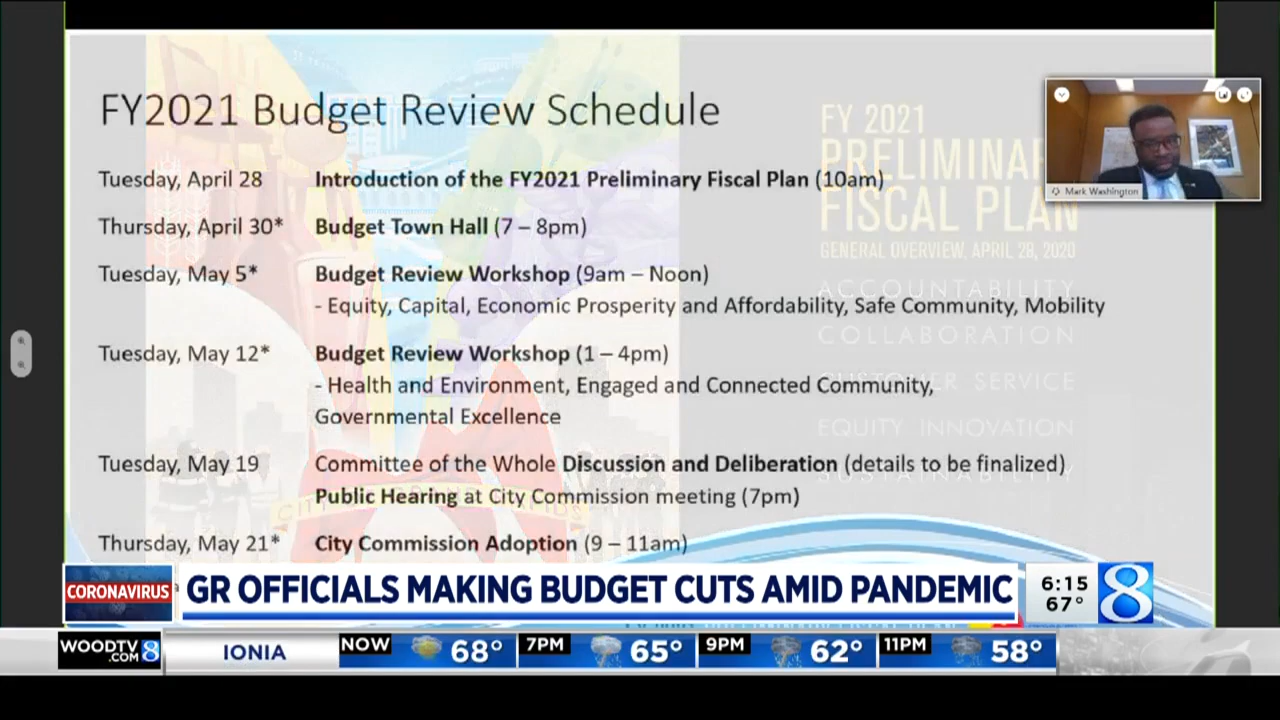 FY2021 Budget Review Schedule
Tuesday, April 28 Introduction of the FY2021 Preliminary Fiscal Plan (10am)
Thursday, April 30* Budget Town Hall (7 – 8pm)
Tuesday, May 5* Budget Review Workshop (9am – Noon)
- Equity, Capital, Economic Prosperity and Affordability, Safe Community, Mobility
Tuesday, May 12* Budget Review Workshop (1 – 4pm)
- Health and Environment, Engaged and Connected Community,
Governmental Excellence
Tuesday, May 19 Committee of the Whole Discussion and Deliberation (details to be finalized)
Public Hearing at City Commission meeting (7pm)
Thursday, May 21* City Commission Adoption (9 – 11am)
FY 2021
PRELIMINAR
FISCAL PLAN
GENERAL OVERVIEW, APRIL 28, 2020
ACCOUNTABILITY
COLLABORATION
CUSTOMER SERVICE
EQUITY INNOVATION
SUSTAINABILITY
Mark Washington
CORONAVIRUS
GR OFFICIALS MAKING BUDGET CUTS AMID PANDEMIC
6:15
67°
8
WOODTV8
.COM
IONIA
NOW 68°
7PM 65°
9PM 62°
11PM 58°